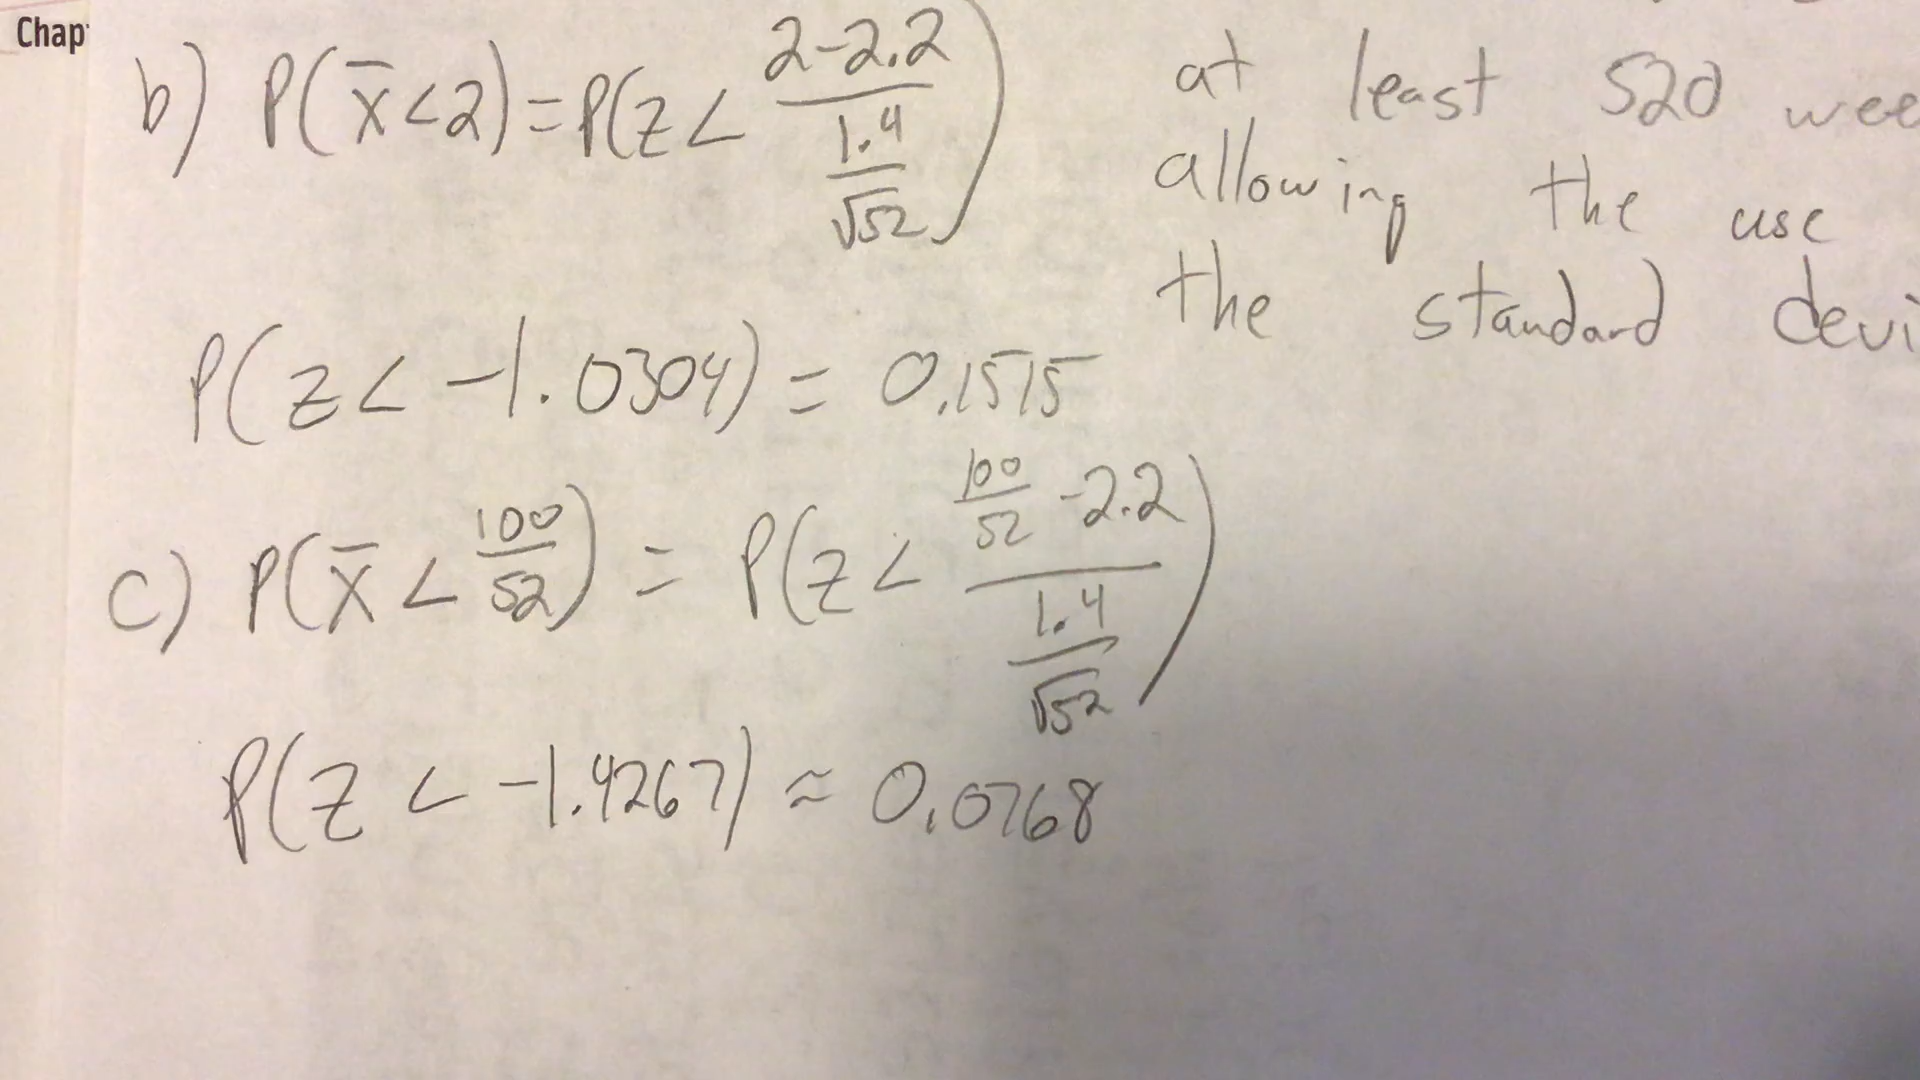 Chap
b) P(x̄<2)=P(z < (2-2.2)/(1.4/√52))
at least 520 wee
allowing the use
the standard devi
P(z< -1.0304) = 0.1515
c) P(x̄ < 100/52) = P(z < (100/52 -2.2)/(1.4/√52))
P(z < -1.4267) ≈ 0.0768